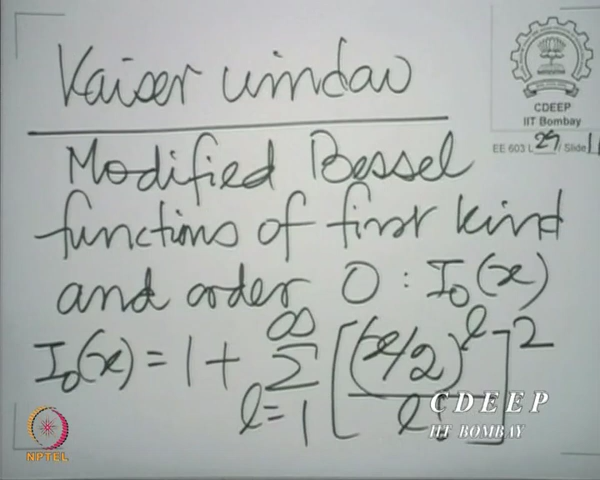 Kaiser window
CDEEP
IIT Bombay
EE 603 L 29 / Slide 1
Modified Bessel
functions of first kind
and order 0 : I₀(x)
I₀(x) = 1 + ∞ Σ l=1 [ (x/2)^l / l! ]²
CDEEP
IIT BOMBAY
NPTEL